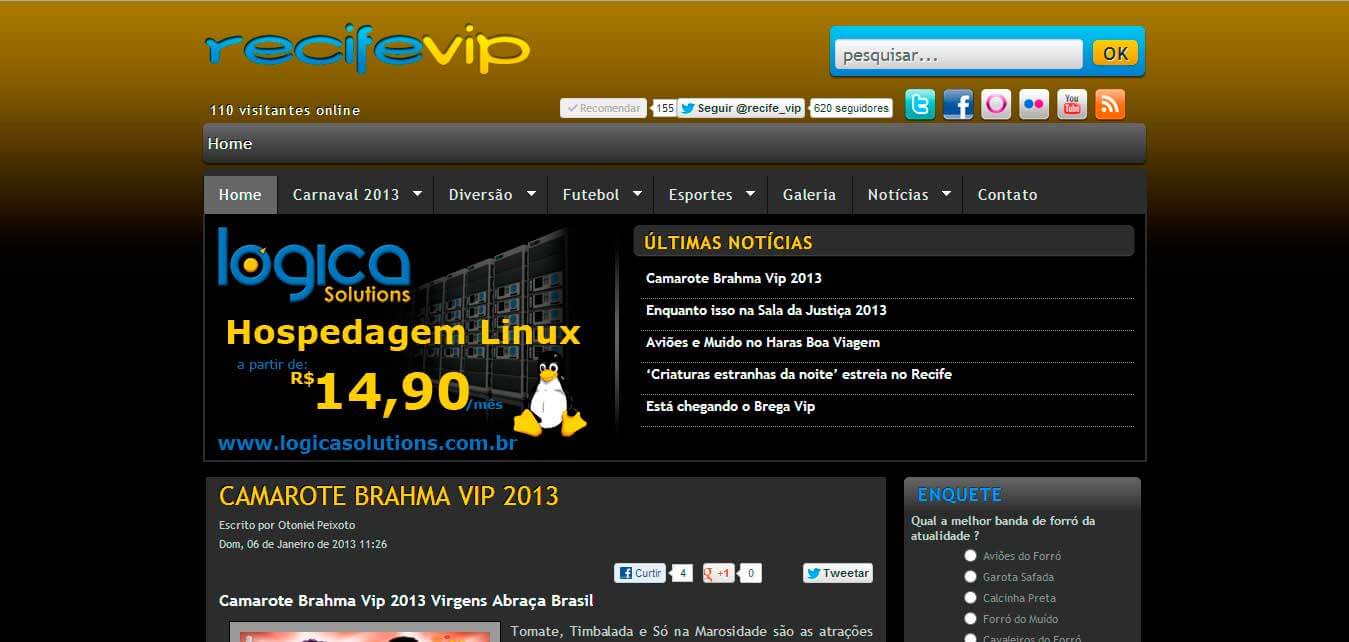 recifevip
pesquisar...
OK
110 visitantes online
Recomendar
155
Seguir @recife_vip
620 seguidores
You
Tube
Home
Home
Carnaval 2013
Diversão
Futebol
Esportes
Galeria
Notícias
Contato
lógica
Solutions
Hospedagem Linux
a partir de:
R$14,90/mês
www.logicasolutions.com.br
ÚLTIMAS NOTÍCIAS
Camarote Brahma Vip 2013
Enquanto isso na Sala da Justiça 2013
Aviões e Muido no Haras Boa Viagem
‘Criaturas estranhas da noite’ estreia no Recife
Está chegando o Brega Vip
CAMAROTE BRAHMA VIP 2013
Escrito por Otoniel Peixoto
Dom, 06 de Janeiro de 2013 11:26
Curtir
4
+1
0
Tweetar
Camarote Brahma Vip 2013 Virgens Abraça Brasil
Tomate, Timbalada e Só na Marosidade são as atrações
ENQUETE
Qual a melhor banda de forró da
atualidade ?
Aviões do Forró
Garota Safada
Calcinha Preta
Forró do Muído
Cavaleiros do Forró